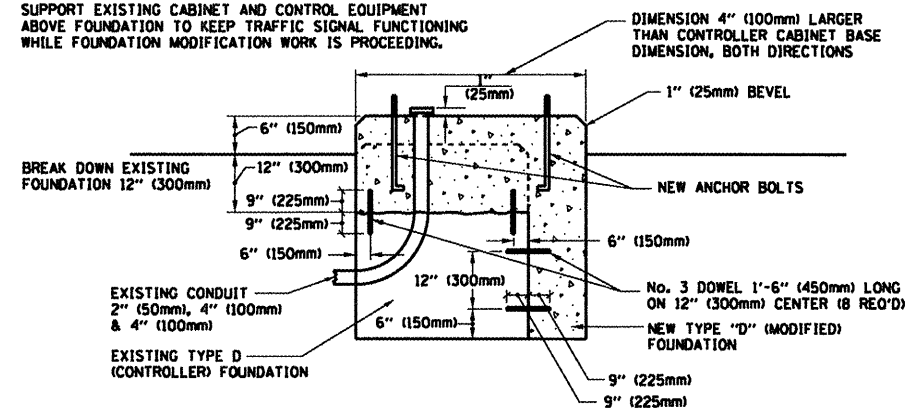 SUPPORT EXISTING CABINET AND CONTROL EQUIPMENT
ABOVE FOUNDATION TO KEEP TRAFFIC SIGNAL FUNCTIONING
WHILE FOUNDATION MODIFICATION WORK IS PROCEEDING.
DIMENSION 4" (100mm) LARGER
THAN CONTROLLER CABINET BASE
DIMENSION, BOTH DIRECTIONS
1"
(25mm)
1" (25mm) BEVEL
6" (150mm)
BREAK DOWN EXISTING
FOUNDATION 12" (300mm)
12" (300mm)
9" (225mm)
9" (225mm)
NEW ANCHOR BOLTS
6" (150mm)
6" (150mm)
EXISTING CONDUIT
2" (50mm), 4" (100mm)
& 4" (100mm)
12" (300mm)
6" (150mm)
No. 3 DOWEL 1'-6" (450mm) LONG
ON 12" (300mm) CENTER (8 REQ'D)
NEW TYPE "D" (MODIFIED)
FOUNDATION
EXISTING TYPE D
(CONTROLLER) FOUNDATION
9" (225mm)
9" (225mm)